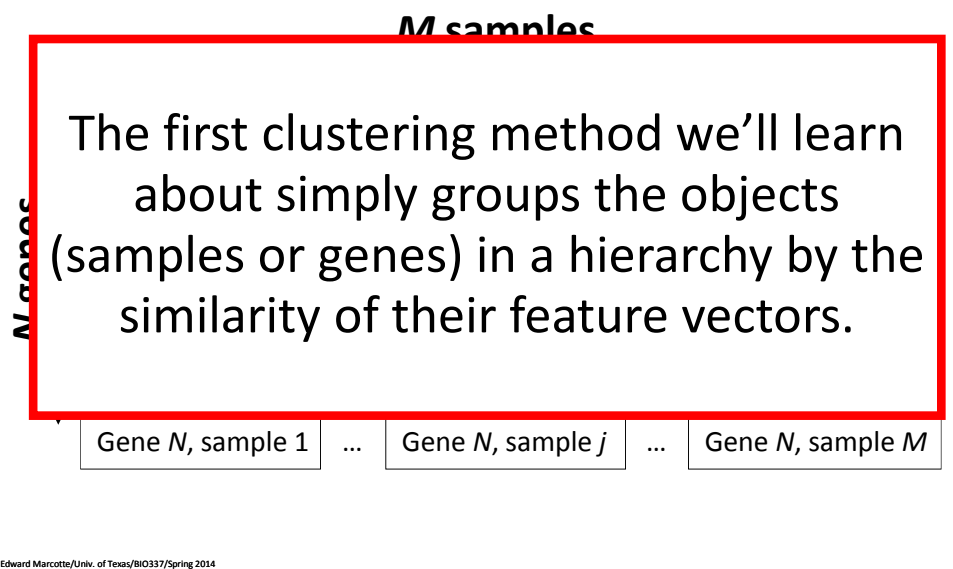 M samples
The first clustering method we’ll learn
about simply groups the objects
(samples or genes) in a hierarchy by the
similarity of their feature vectors.
N genes
Gene N, sample 1 … Gene N, sample j … Gene N, sample M
Edward Marcotte/Univ. of Texas/BIO337/Spring 2014